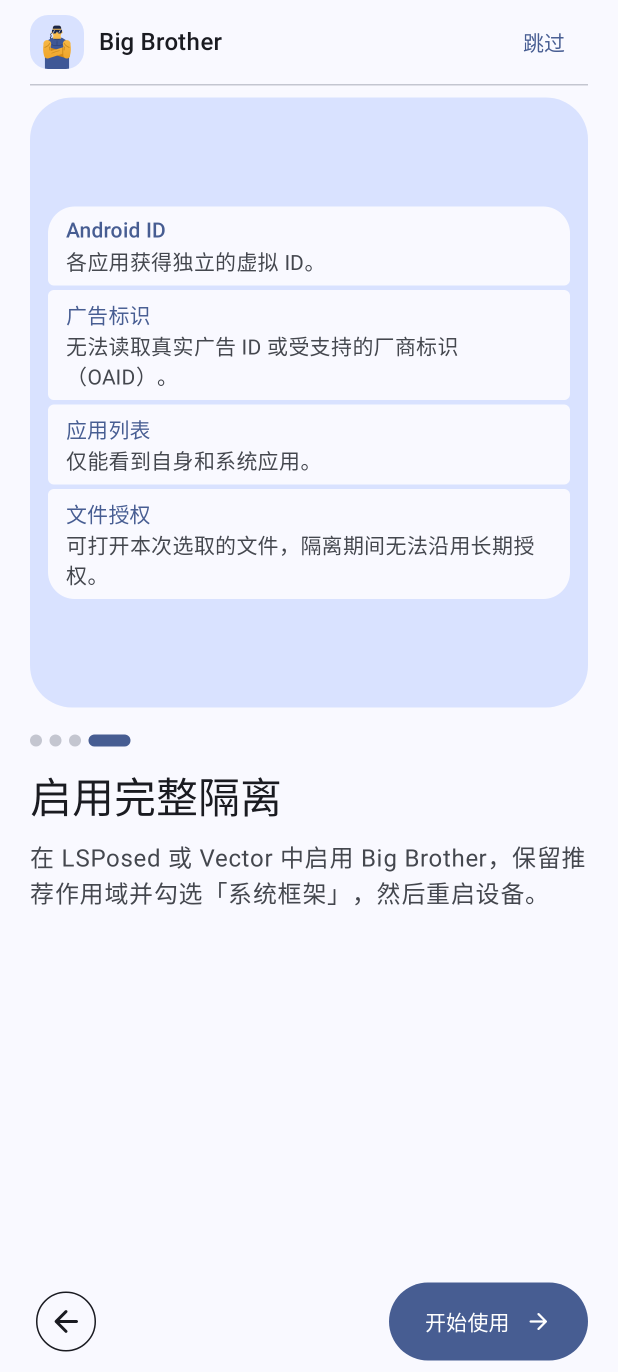 Big Brother
跳过
Android ID
各应用获得独立的虚拟 ID。
广告标识
无法读取真实广告 ID 或受支持的厂商标识
（OAID）。
应用列表
仅能看到自身和系统应用。
文件授权
可打开本次选取的文件，隔离期间无法沿用长期授
权。
启用完整隔离
在 LSPosed 或 Vector 中启用 Big Brother，保留推
荐作用域并勾选「系统框架」，然后重启设备。
开始使用